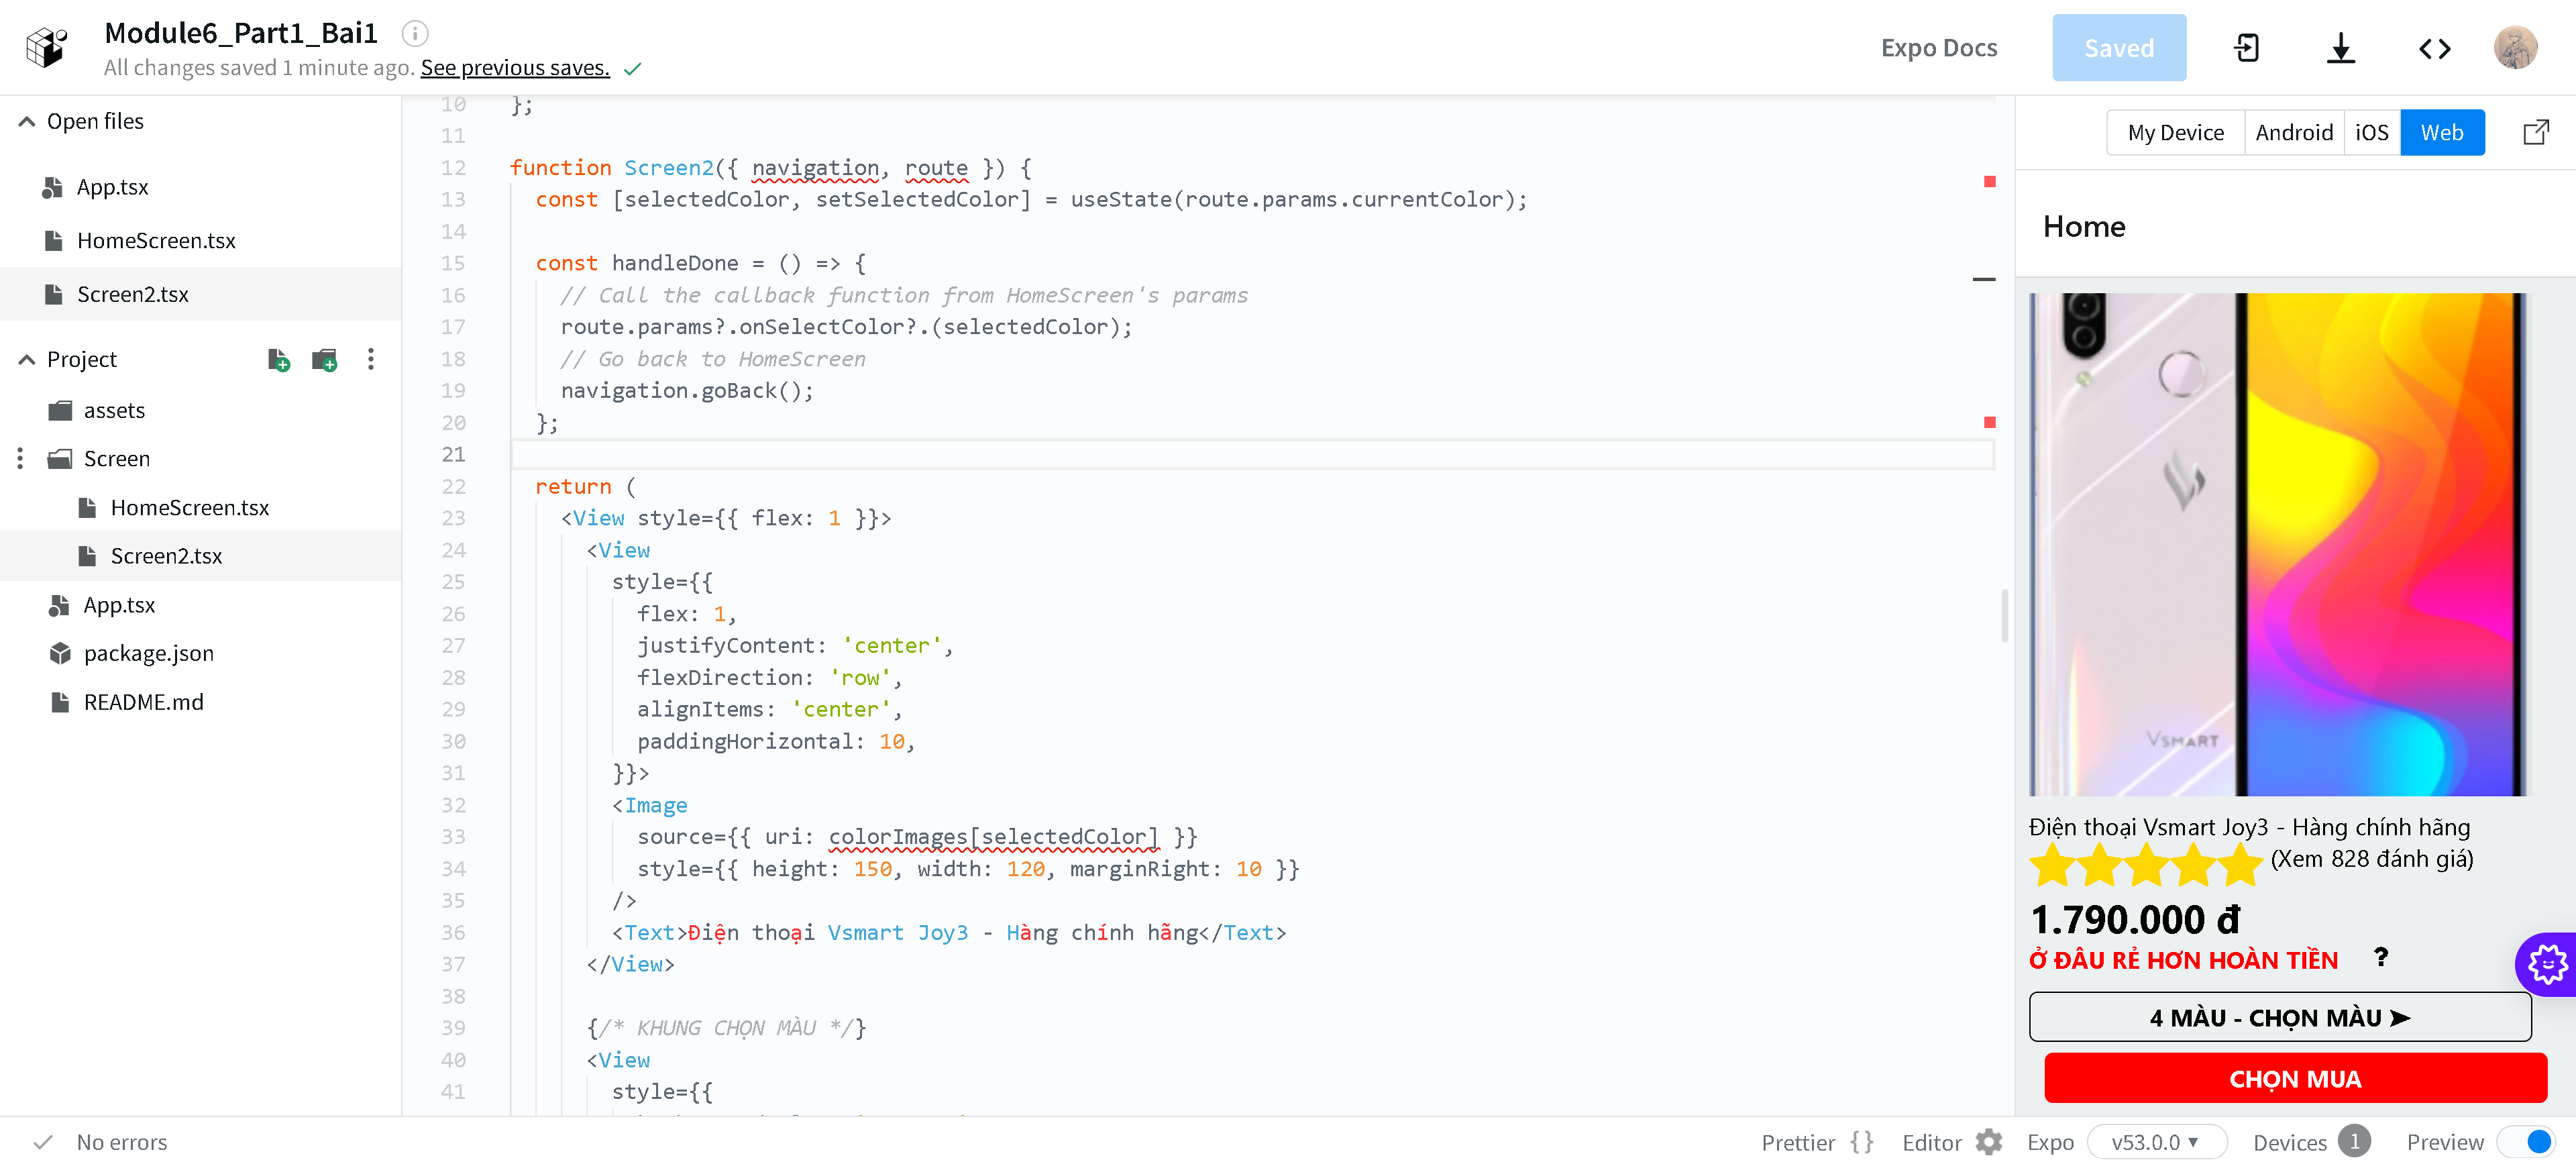 Module6_Part1_Bai1
All changes saved 1 minute ago. See previous saves.
Expo Docs
Saved
Open files
App.tsx
HomeScreen.tsx
Screen2.tsx
Project
assets
Screen
HomeScreen.tsx
Screen2.tsx
App.tsx
package.json
README.md
10 };
11
12 function Screen2({ navigation, route }) {
13 const [selectedColor, setSelectedColor] = useState(route.params.currentColor);
14
15 const handleDone = () => {
16 // Call the callback function from HomeScreen's params
17 route.params?.onSelectColor?.(selectedColor);
18 // Go back to HomeScreen
19 navigation.goBack();
20 };
21
22 return (
23 <View style={{ flex: 1 }}>
24 <View
25 style={{
26 flex: 1,
27 justifyContent: 'center',
28 flexDirection: 'row',
29 alignItems: 'center',
30 paddingHorizontal: 10,
31 }}>
32 <Image
33 source={{ uri: colorImages[selectedColor] }}
34 style={{ height: 150, width: 120, marginRight: 10 }}
35 />
36 <Text>Điện thoại Vsmart Joy3 - Hàng chính hãng</Text>
37 </View>
38
39 {/* KHUNG CHỌN MÀU */}
40 <View
41 style={{
My Device Android iOS Web
Home
VSMART
Điện thoại Vsmart Joy3 - Hàng chính hãng
(Xem 828 đánh giá)
1.790.000 đ
Ở ĐÂU RẺ HƠN HOÀN TIỀN ?
4 MÀU - CHỌN MÀU ➤
CHỌN MUA
No errors
Prettier {} Editor Expo v53.0.0 ▼ Devices 1 Preview